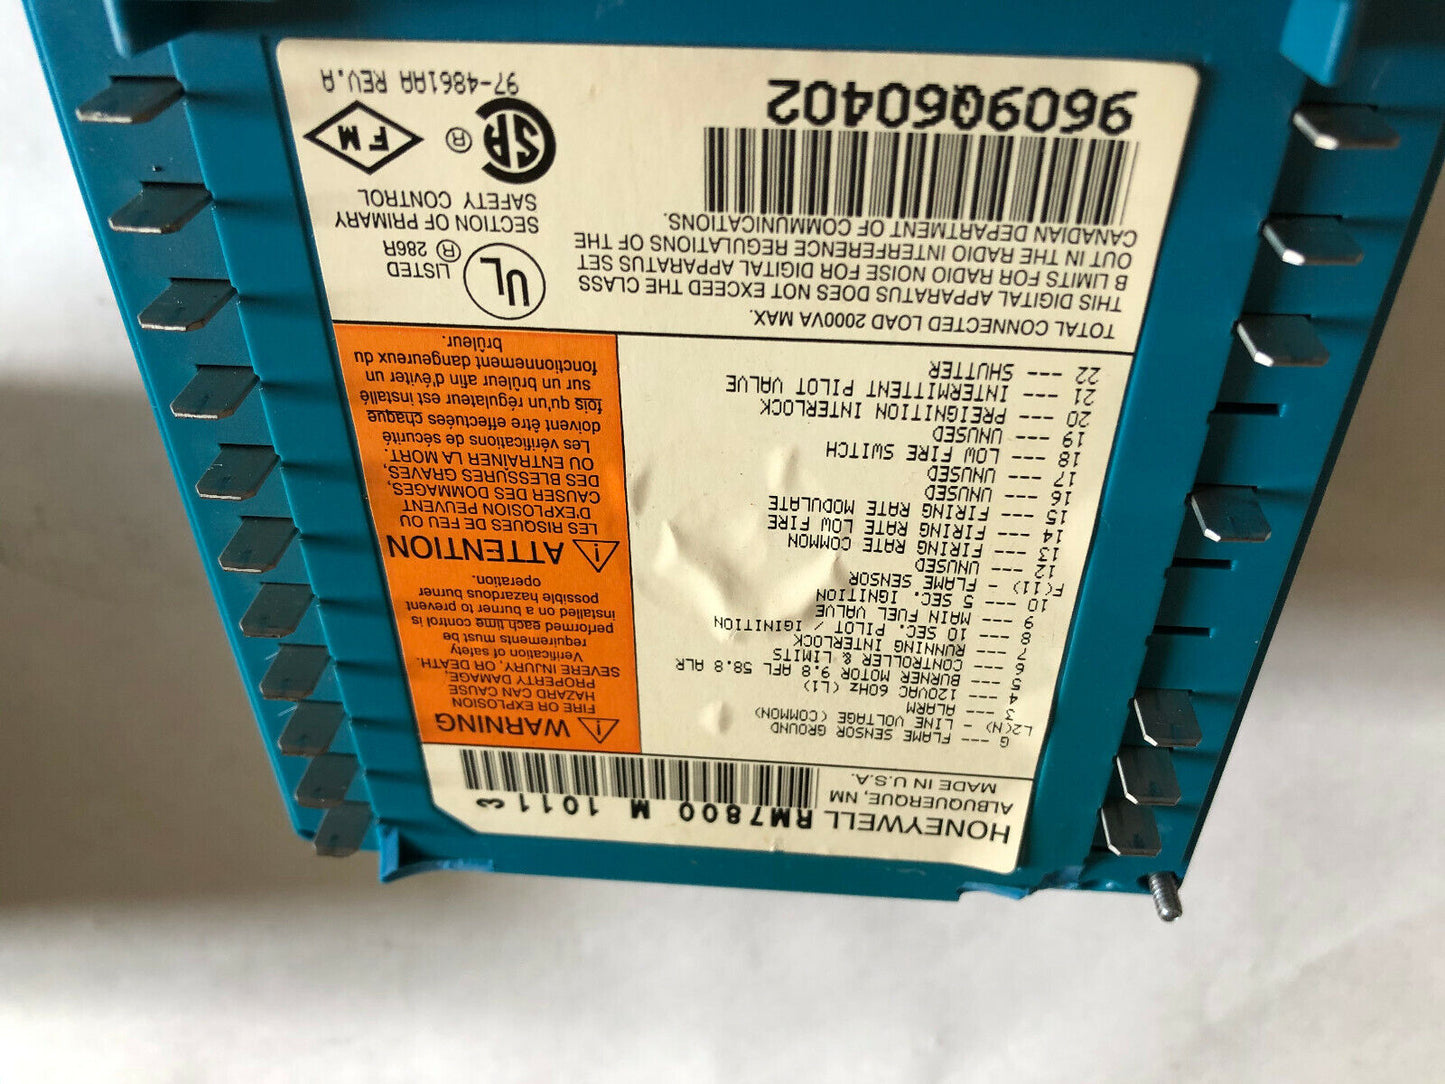 HONEYWELL RM7800 M 1011 3
ALBUQUERQUE, NM
MADE IN U.S.A.
G --- FLAME SENSOR GROUND
L2(N) - LINE VOLTAGE (COMMON)
3 --- ALARM
4 --- 120VAC 60Hz (L1)
5 --- BURNER MOTOR 9.8 AFL 58.8 ALR
6 --- CONTROLLER & LIMITS
7 --- RUNNING INTERLOCK
8 --- 10 SEC. PILOT / IGINITION
9 --- MAIN FUEL VALVE
10 --- 5 SEC. IGNITION
F(11) - FLAME SENSOR
12 --- UNUSED
13 --- FIRING RATE COMMON
14 --- FIRING RATE LOW FIRE
15 --- FIRING RATE MODULATE
16 --- UNUSED
17 --- UNUSED
18 --- LOW FIRE SWITCH
19 --- UNUSED
20 --- PREIGNITION INTERLOCK
21 --- INTERMITTENT PILOT VALVE
22 --- SHUTTER
WARNING
FIRE OR EXPLOSION
HAZARD CAN CAUSE
PROPERTY DAMAGE,
SEVERE INJURY, OR DEATH.
Verification of safety
requirements must be
performed each time control is
installed on a burner to prevent
possible hazardous burner
operation.
ATTENTION
LES RISQUES DE FEU OU
D'EXPLOSION PEUVENT
CAUSER DES DOMMAGES,
DES BLESSURES GRAVES,
OU ENTRAÎNER LA MORT.
Les vérifications de sécurité
doivent être effectuées chaque
fois qu'un régulateur est installé
sur un brûleur afin d'éviter un
fonctionnement dangereux du
brûleur.
TOTAL CONNECTED LOAD 2000VA MAX.
THIS DIGITAL APPARATUS DOES NOT EXCEED THE CLASS
B LIMITS FOR RADIO NOISE FOR DIGITAL APPARATUS SET
OUT IN THE RADIO INTERFERENCE REGULATIONS OF THE
CANADIAN DEPARTMENT OF COMMUNICATIONS.
9609Q60402
UL LISTED
® 286R
SECTION OF PRIMARY
SAFETY CONTROL
SA ® FM
97-4861AA REV.A